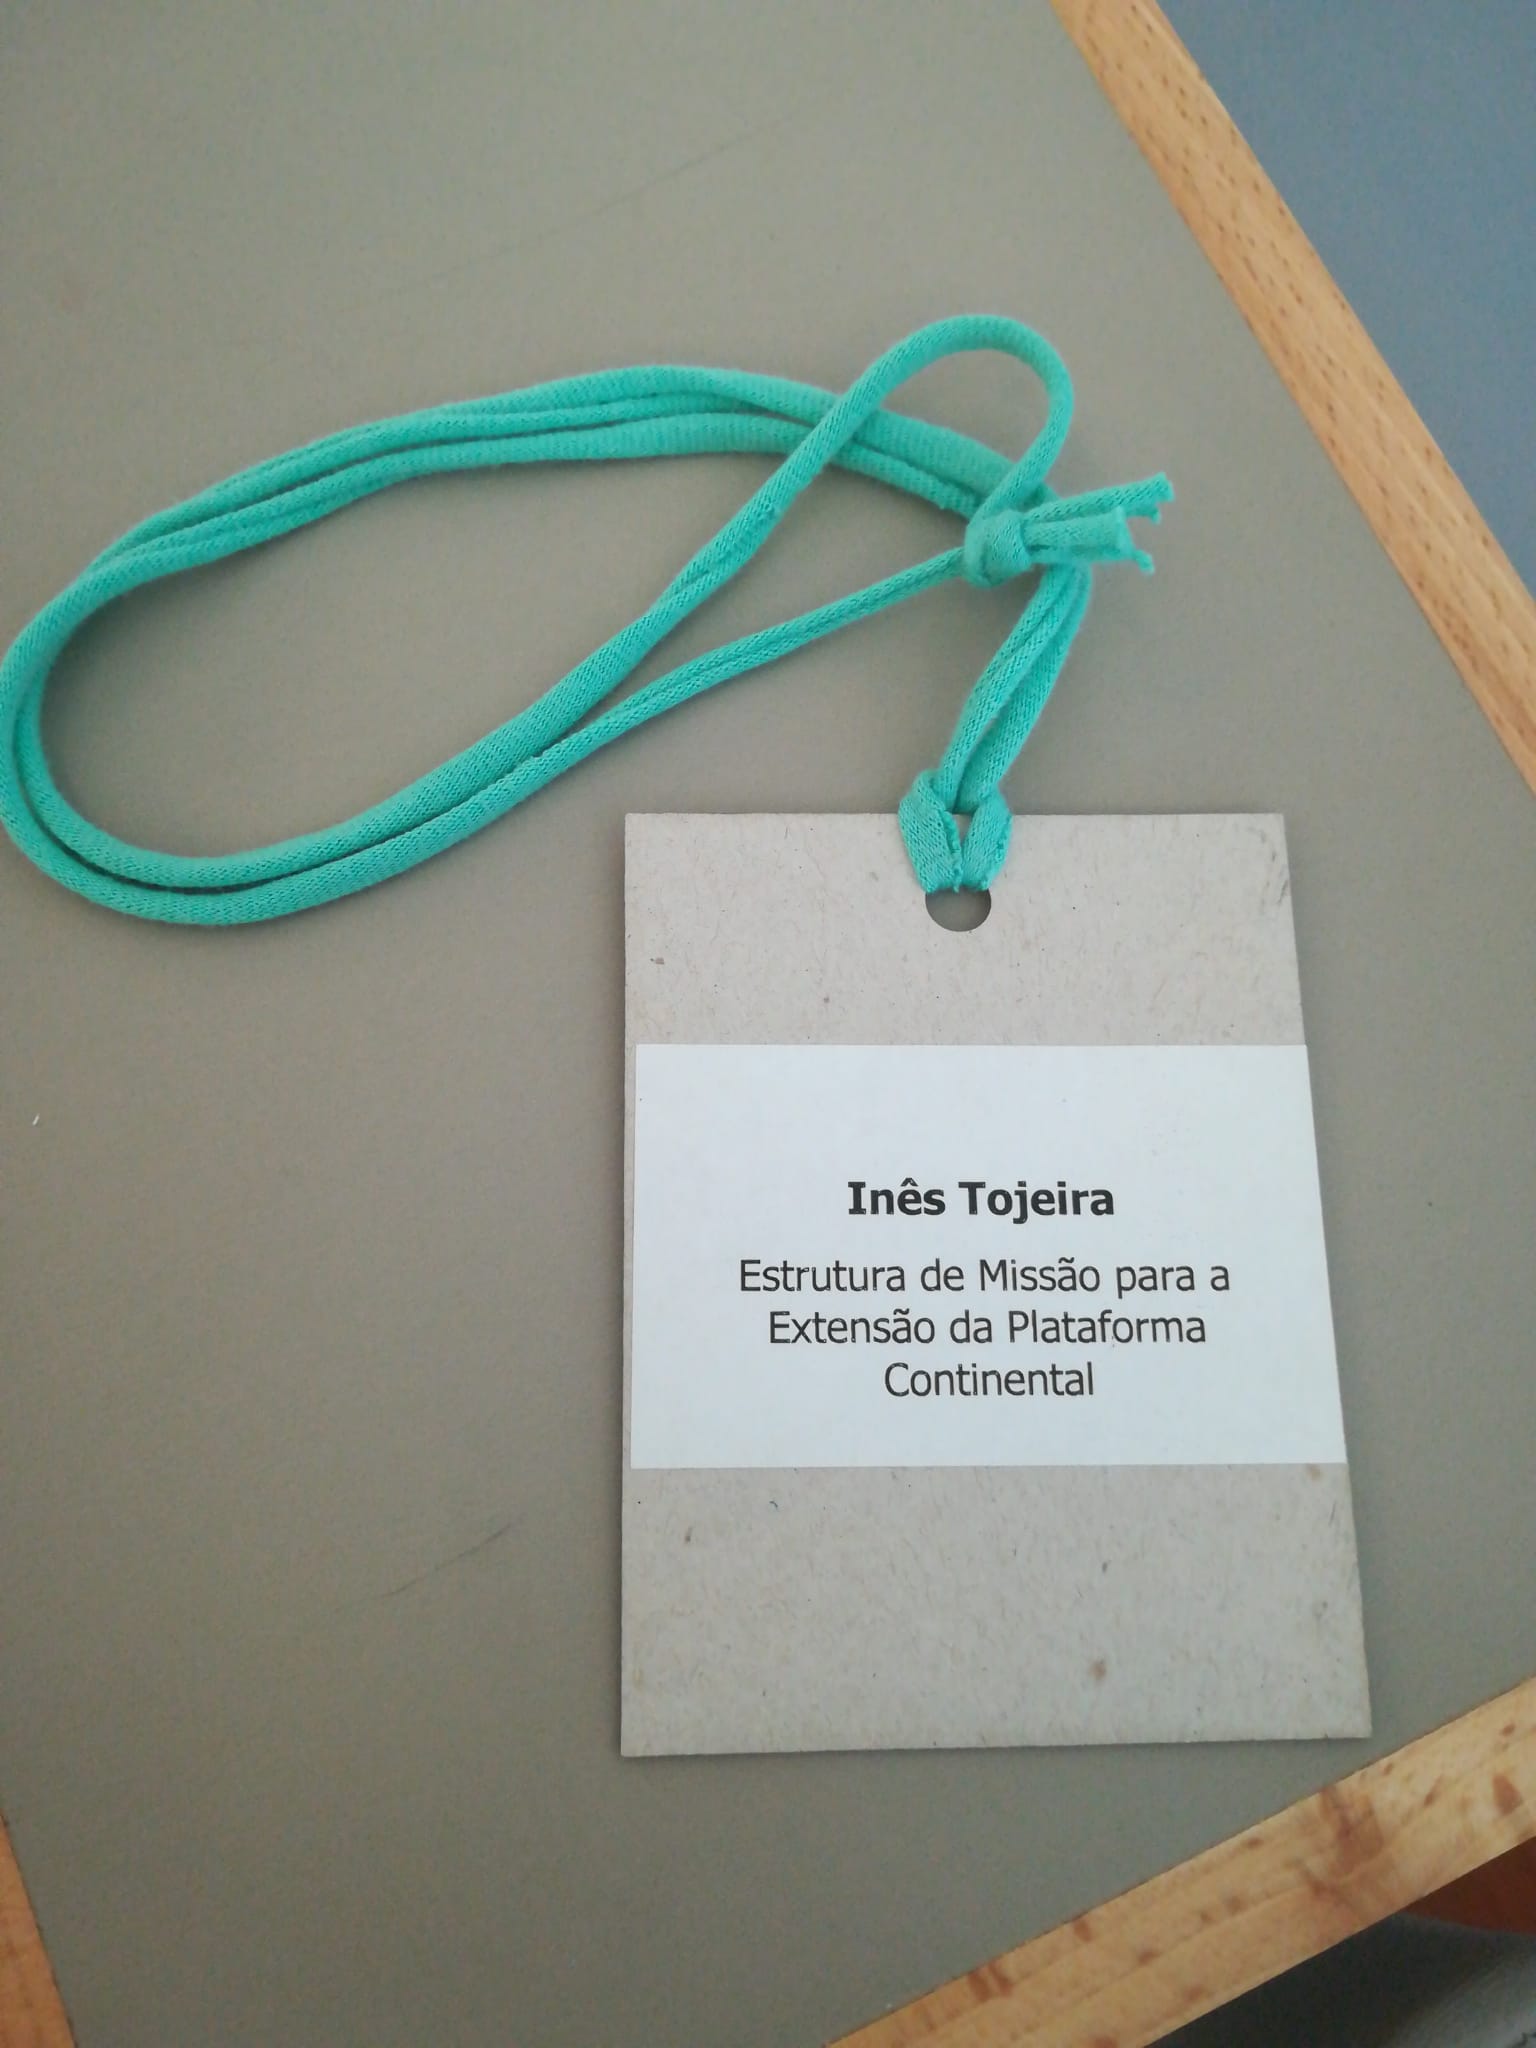 Inês Tojeira
Estrutura de Missão para a
Extensão da Plataforma
Continental